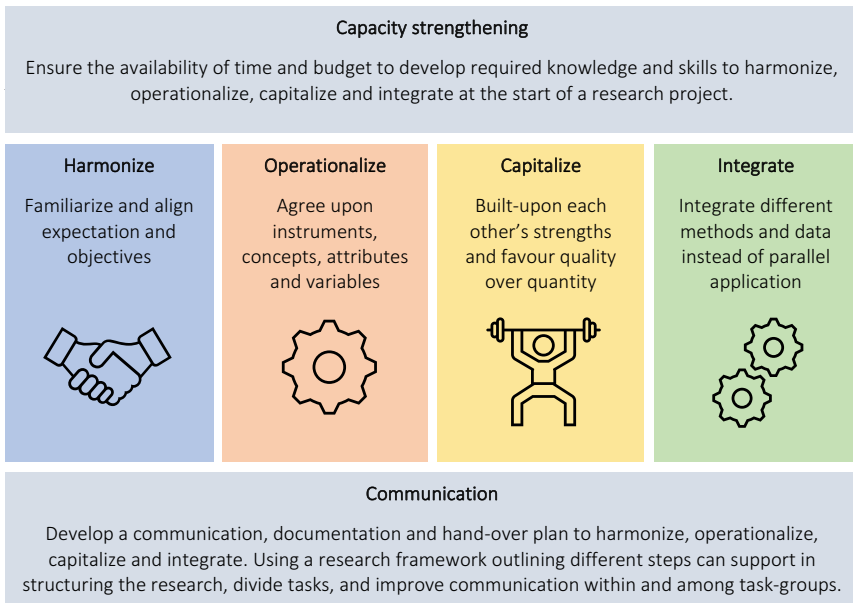 Capacity strengthening
Ensure the availability of time and budget to develop required knowledge and skills to harmonize,
operationalize, capitalize and integrate at the start of a research project.
Harmonize
Familiarize and align
expectation and
objectives
Operationalize
Agree upon
instruments,
concepts, attributes
and variables
Capitalize
Built-upon each
other’s strengths
and favour quality
over quantity
Integrate
Integrate different
methods and data
instead of parallel
application
Communication
Develop a communication, documentation and hand-over plan to harmonize, operationalize,
capitalize and integrate. Using a research framework outlining different steps can support in
structuring the research, divide tasks, and improve communication within and among task-groups.